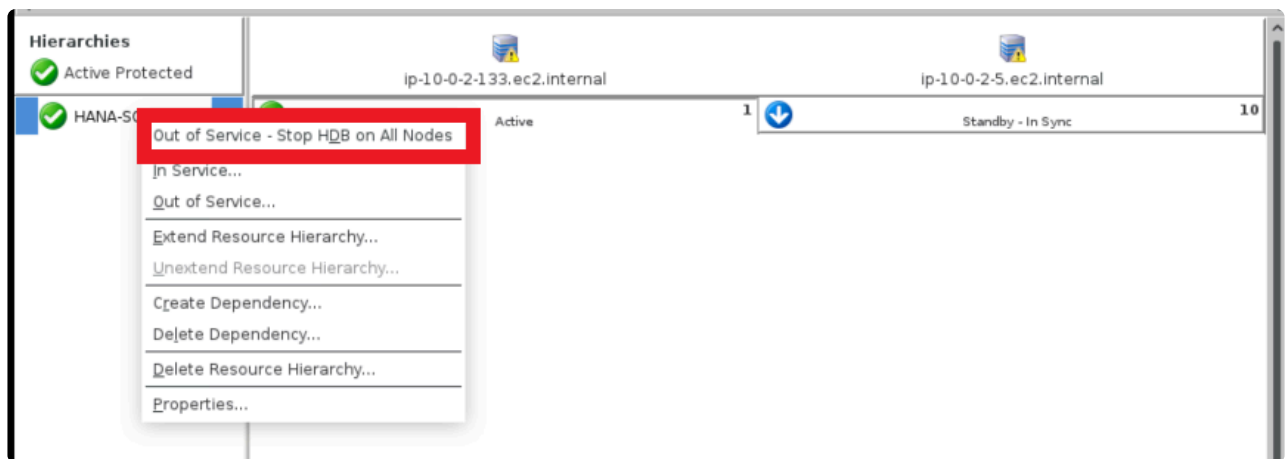 Hierarchies
Active Protected
ip-10-0-2-133.ec2.internal
ip-10-0-2-5.ec2.internal
Active
1
Standby - In Sync
10
Out of Service - Stop HDB on All Nodes
In Service...
Out of Service...
Extend Resource Hierarchy...
Unextend Resource Hierarchy...
Create Dependency...
Delete Dependency...
Delete Resource Hierarchy...
Properties...